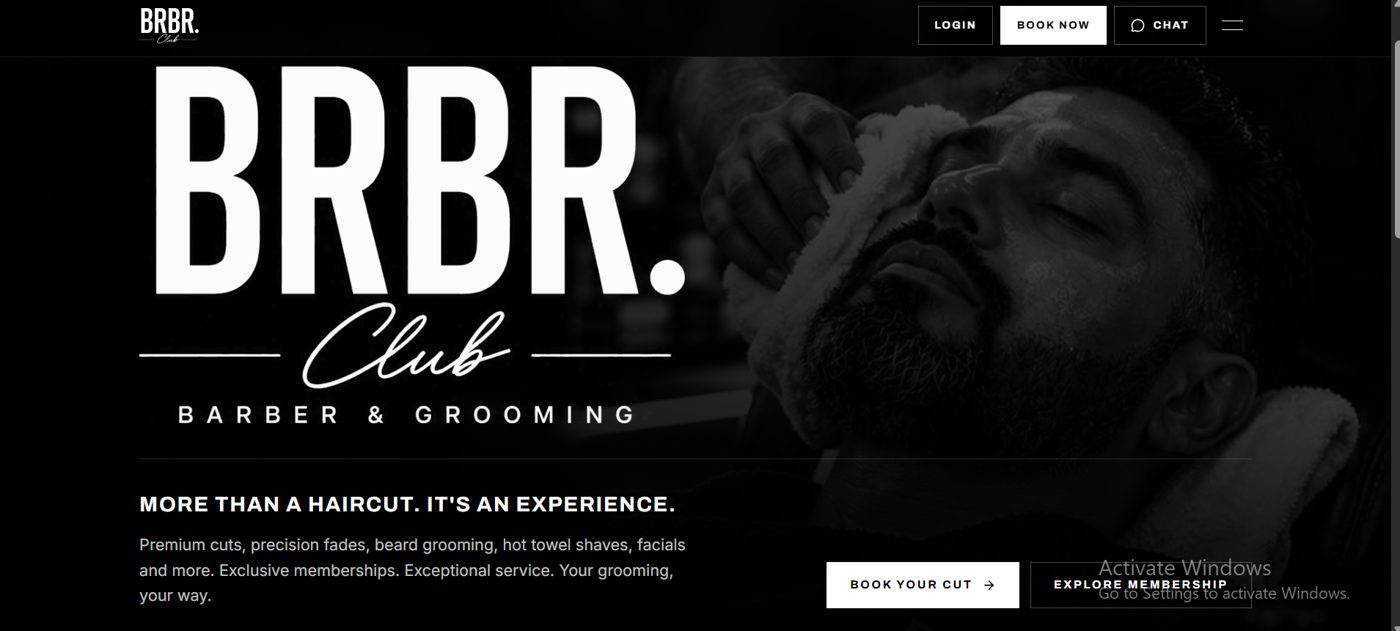 BRBR.
Club
LOGIN
BOOK NOW
CHAT
BRBR.
Club
BARBER & GROOMING
MORE THAN A HAIRCUT. IT'S AN EXPERIENCE.
Premium cuts, precision fades, beard grooming, hot towel shaves, facials
and more. Exclusive memberships. Exceptional service. Your grooming,
your way.
BOOK YOUR CUT →
EXPLORE MEMBERSHIP
Activate Windows
Go to Settings to activate Windows.